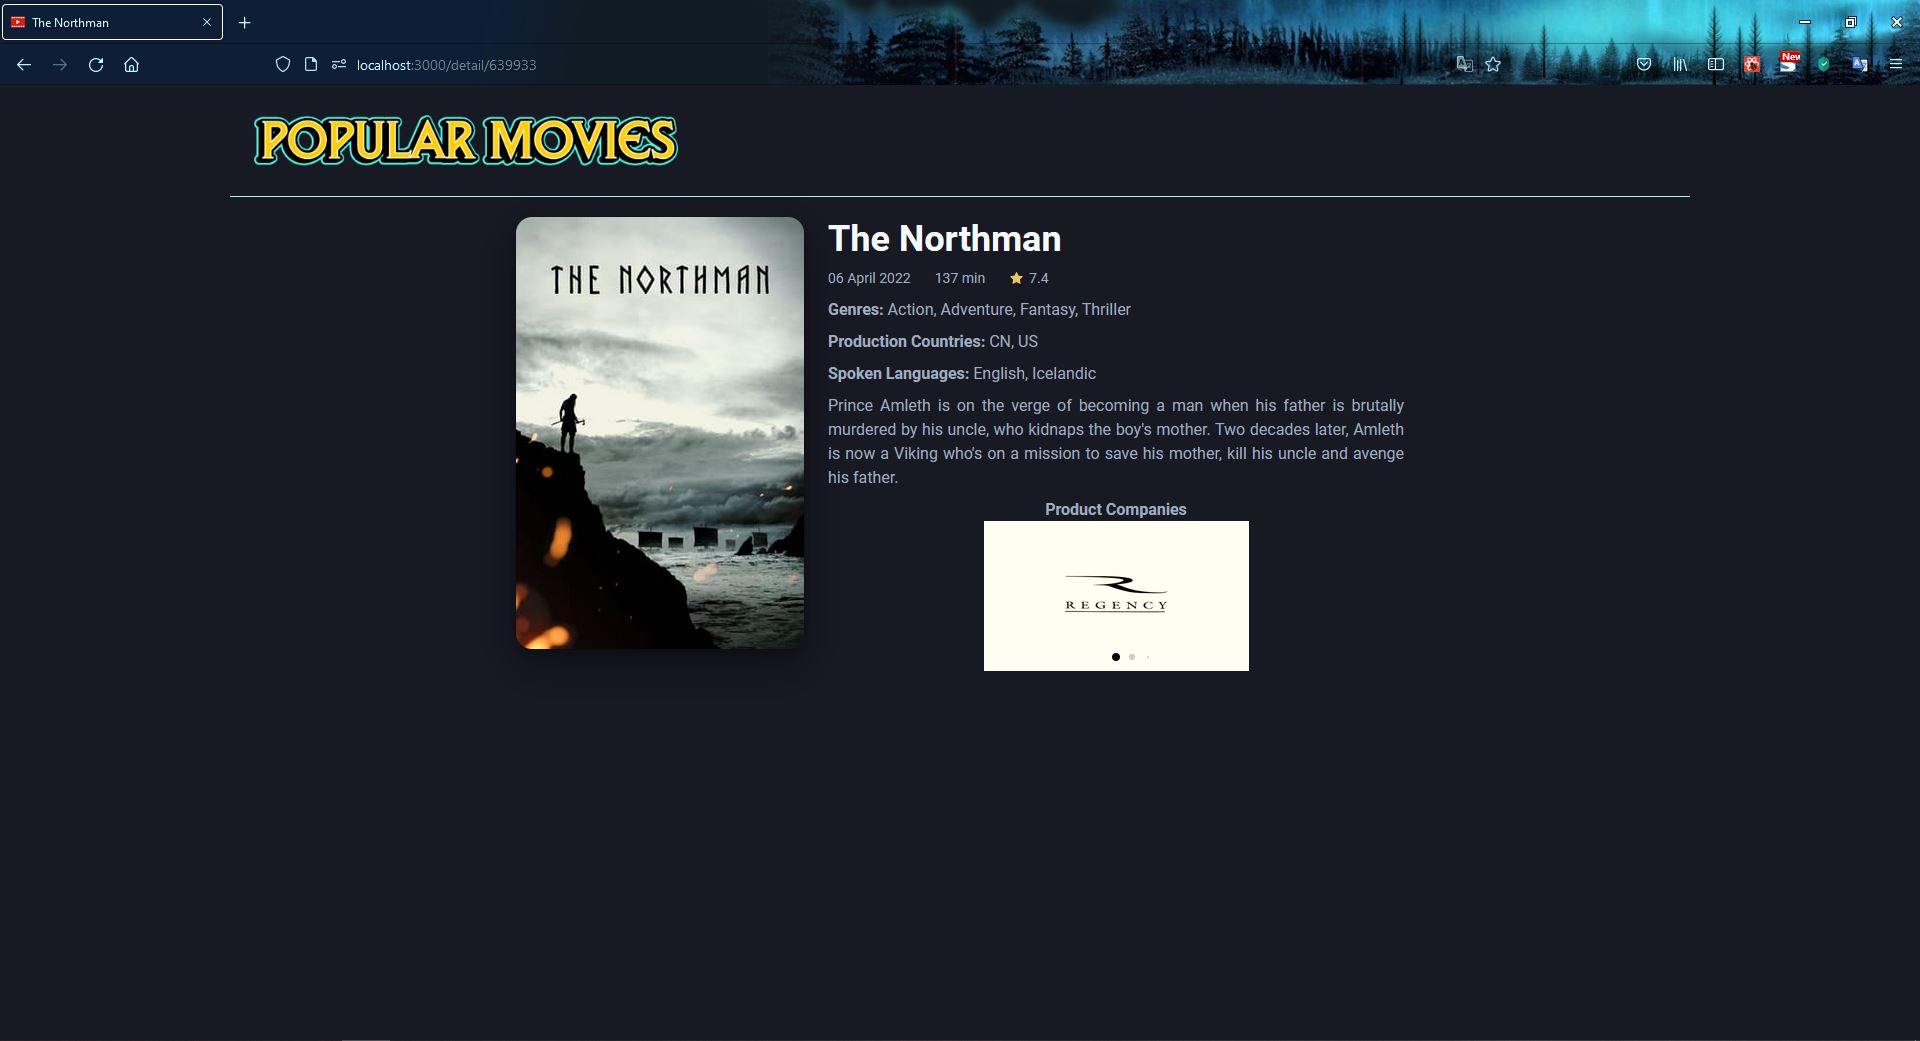 The Northman
localhost:3000/detail/639933
New
POPULAR MOVIES
THE NORTHMAN
The Northman
06 April 2022 137 min 7.4
Genres: Action, Adventure, Fantasy, Thriller
Production Countries: CN, US
Spoken Languages: English, Icelandic
Prince Amleth is on the verge of becoming a man when his father is brutally
murdered by his uncle, who kidnaps the boy's mother. Two decades later, Amleth
is now a Viking who's on a mission to save his mother, kill his uncle and avenge
his father.
Product Companies
REGENCY